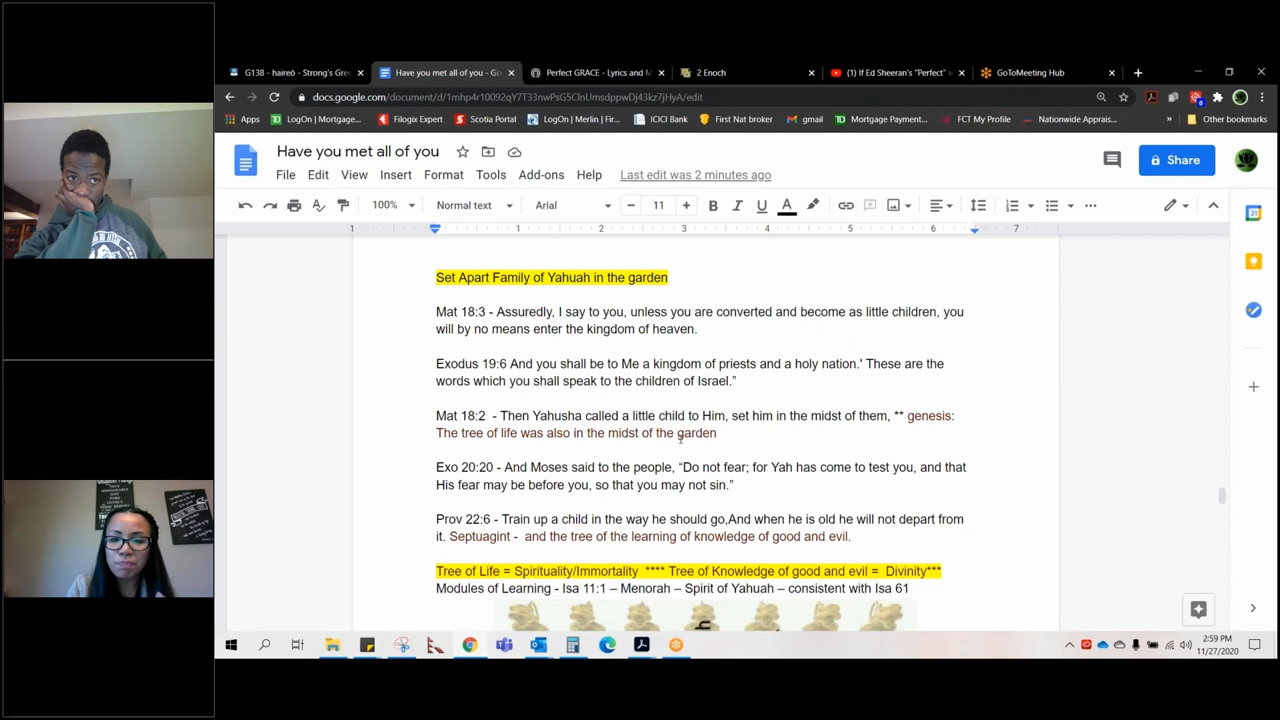 G138 - haireō - Strong's Gre
Have you met all of you - Go
Perfect GRACE - Lyrics and M
2 Enoch
(1) If Ed Sheeran's "Perfect" w
GoToMeeting Hub
docs.google.com/document/d/1mhp4r10092qY7T33nwPsG5ClnUmsdppwDj43kz7jHyA/edit
Apps
LogOn | Mortgage...
Filogix Expert
Scotia Portal
LogOn | Merlin | Fir...
ICICI Bank
First Nat broker
gmail
Mortgage Payment...
FCT My Profile
Nationwide Apprais...
»
Other bookmarks
Have you met all of you
Share
File Edit View Insert Format Tools Add-ons Help Last edit was 2 minutes ago
100% Normal text Arial 11 B I U A
1 1 2 3 4 5 6 7
Set Apart Family of Yahuah in the garden
Mat 18:3 - Assuredly, I say to you, unless you are converted and become as little children, you
will by no means enter the kingdom of heaven.
Exodus 19:6 And you shall be to Me a kingdom of priests and a holy nation.' These are the
words which you shall speak to the children of Israel.”
Mat 18:2 - Then Yahusha called a little child to Him, set him in the midst of them, ** genesis:
The tree of life was also in the midst of the garden
Exo 20:20 - And Moses said to the people, “Do not fear; for Yah has come to test you, and that
His fear may be before you, so that you may not sin.”
Prov 22:6 - Train up a child in the way he should go,And when he is old he will not depart from
it. Septuagint - and the tree of the learning of knowledge of good and evil.
Tree of Life = Spirituality/Immortality **** Tree of Knowledge of good and evil = Divinity***
Modules of Learning - Isa 11:1 – Menorah – Spirit of Yahuah – consistent with Isa 61
2:59 PM
11/27/2020